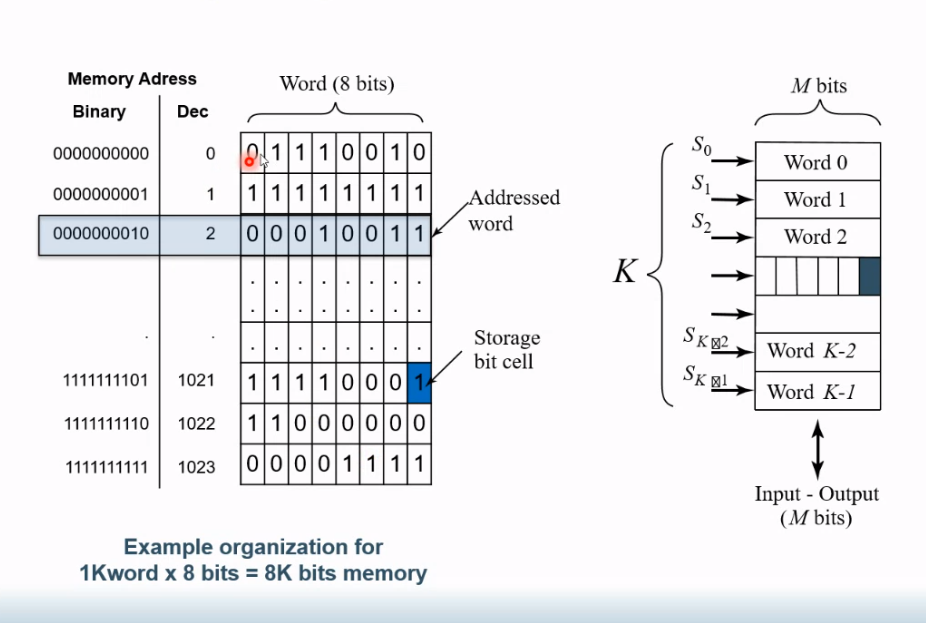 Memory Adress
Binary Dec
Word (8 bits)
0000000000 0 0 1 1 1 0 0 1 0
0000000001 1 1 1 1 1 1 1 1 1
0000000010 2 0 0 0 1 0 0 1 1
Addressed
word
. . . . . . . .
. . . . . . . .
. . . . . . . . . .
Storage
bit cell
1111111101 1021 1 1 1 1 0 0 0 1
1111111110 1022 1 1 0 0 0 0 0 0
1111111111 1023 0 0 0 0 1 1 1 1
Example organization for
1Kword x 8 bits = 8K bits memory
M bits
K
S0 Word 0
S1 Word 1
S2 Word 2
SK⊠2 Word K-2
SK⊠1 Word K-1
Input - Output
(M bits)